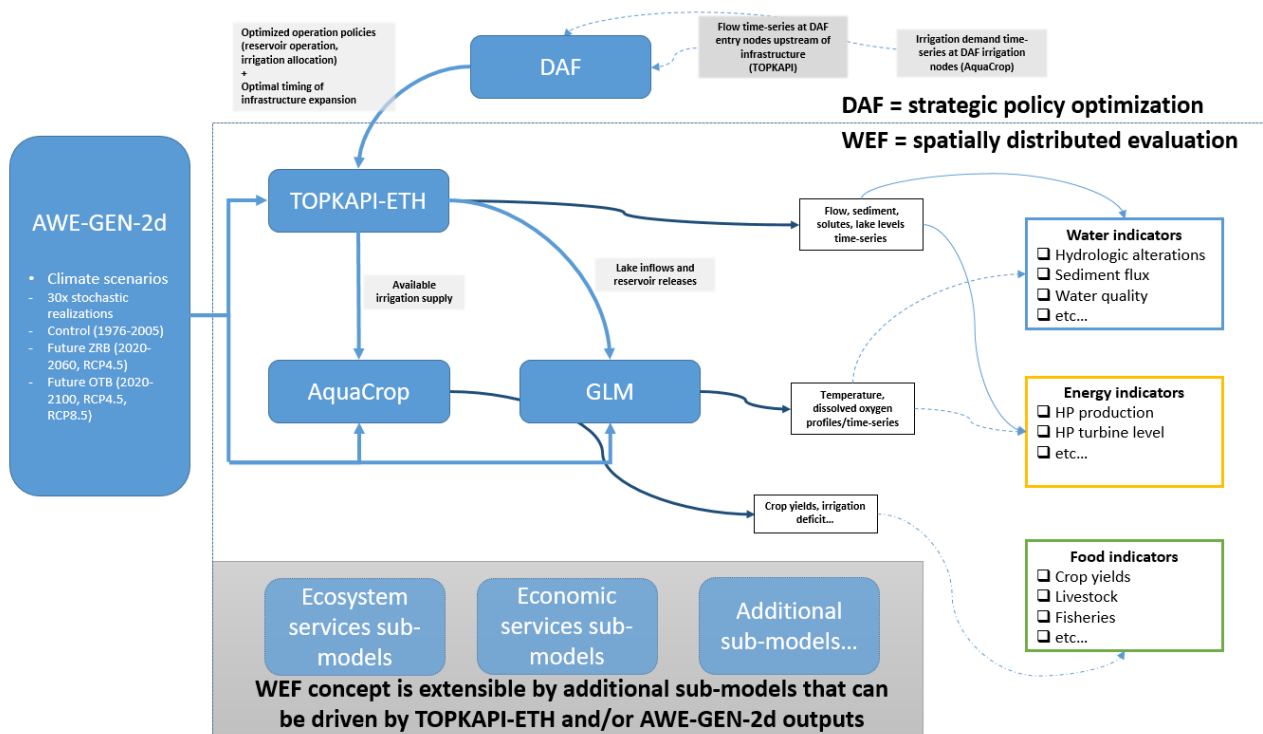 Optimized operation policies
(reservoir operation,
irrigation allocation)
+
Optimal timing of
infrastructure expansion
DAF
Flow time-series at DAF
entry nodes upstream of
infrastructure
(TOPKAPI)
Irrigation demand time-
series at DAF irrigation
nodes (AquaCrop)
DAF = strategic policy optimization
WEF = spatially distributed evaluation
AWE-GEN-2d
• Climate scenarios
- 30x stochastic
realizations
- Control (1976-2005)
- Future ZRB (2020-
2060, RCP4.5)
- Future OTB (2020-
2100, RCP4.5,
RCP8.5)
TOPKAPI-ETH
Available
irrigation supply
Lake inflows and
reservoir releases
Flow, sediment,
solutes, lake levels
time-series
Water indicators
❑ Hydrologic alterations
❑ Sediment flux
❑ Water quality
❑ etc...
AquaCrop
GLM
Temperature,
dissolved oxygen
profiles/time-series
Energy indicators
❑ HP production
❑ HP turbine level
❑ etc...
Crop yields, irrigation
deficit...
Food indicators
❑ Crop yields
❑ Livestock
❑ Fisheries
❑ etc...
Ecosystem
services sub-
models
Economic
services sub-
models
Additional
sub-models...
WEF concept is extensible by additional sub-models that can
be driven by TOPKAPI-ETH and/or AWE-GEN-2d outputs